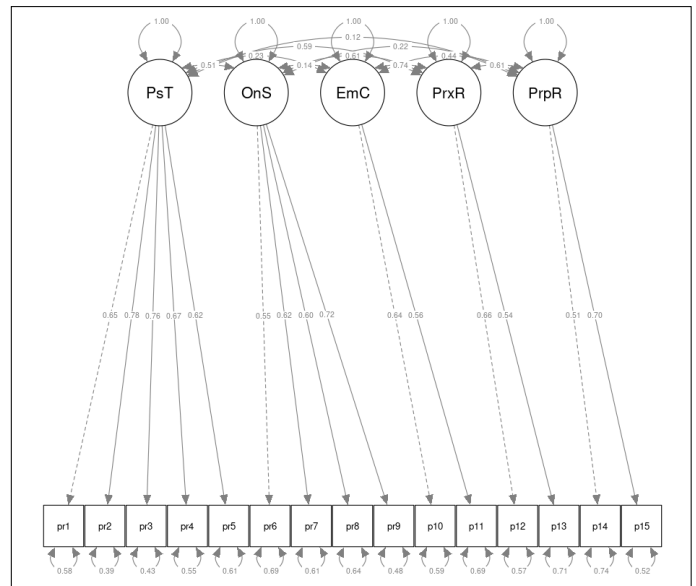 1.00 1.00 1.00 1.00 1.00
0.12
0.59 0.22
0.23 0.61 0.44
0.51 0.14 0.74 0.61
PsT OnS EmC PrxR PrpR
0.65 0.78 0.76 0.67 0.62 0.55 0.62 0.60 0.72 0.64 0.56 0.66 0.54 0.51 0.70
pr1 pr2 pr3 pr4 pr5 pr6 pr7 pr8 pr9 p10 p11 p12 p13 p14 p15
0.58 0.39 0.43 0.55 0.61 0.69 0.61 0.64 0.48 0.59 0.69 0.57 0.71 0.74 0.52